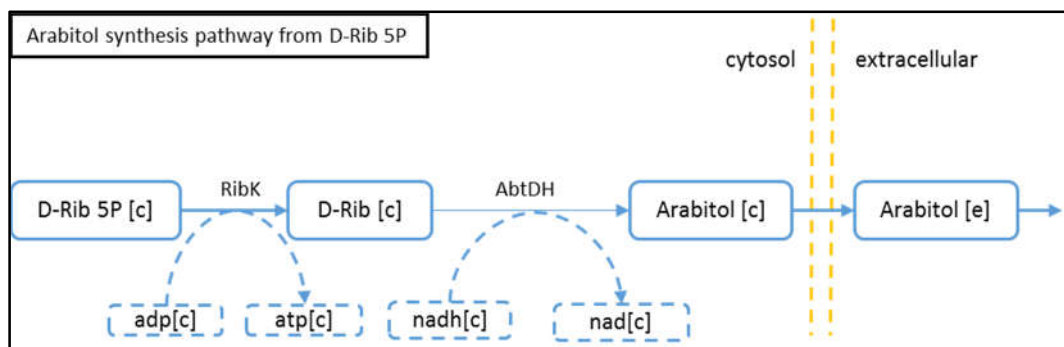 Arabitol synthesis pathway from D-Rib 5P
cytosol
extracellular
RibK
AbtDH
D-Rib 5P [c]
D-Rib [c]
Arabitol [c]
Arabitol [e]
adp[c]
atp[c]
nadh[c]
nad[c]